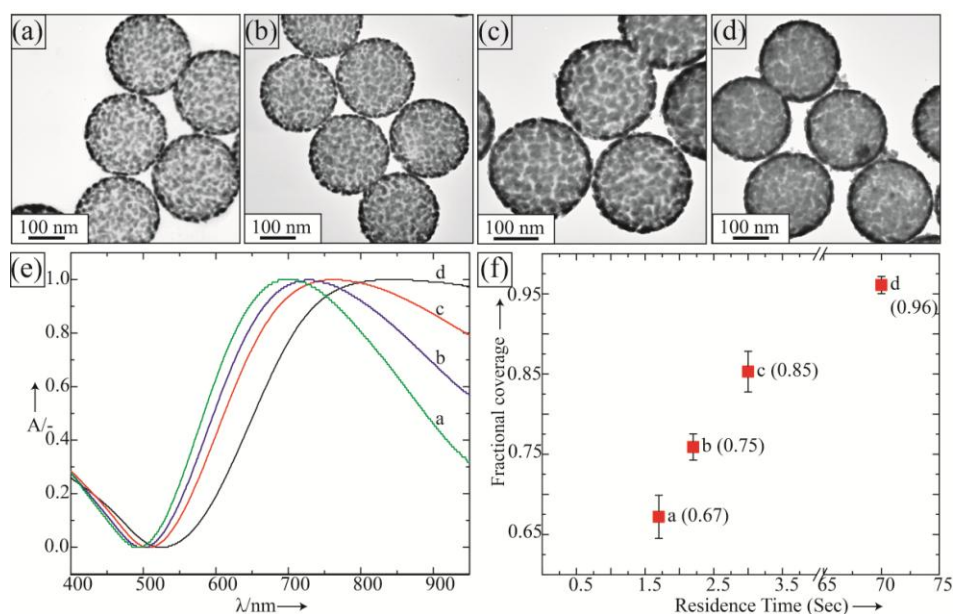 (a)
(b)
(c)
(d)
100 nm
100 nm
100 nm
100 nm
(e)
1.0
0.8
0.6
0.4
0.2
0.0
A/-
d
c
b
a
400
500
600
700
800
900
λ/nm
(f)
0.95
0.85
0.75
0.65
Fractional coverage
d
(0.96)
c (0.85)
b (0.75)
a (0.67)
0.5
1.5
2.5
3.5
65
70
75
Residence Time (Sec)